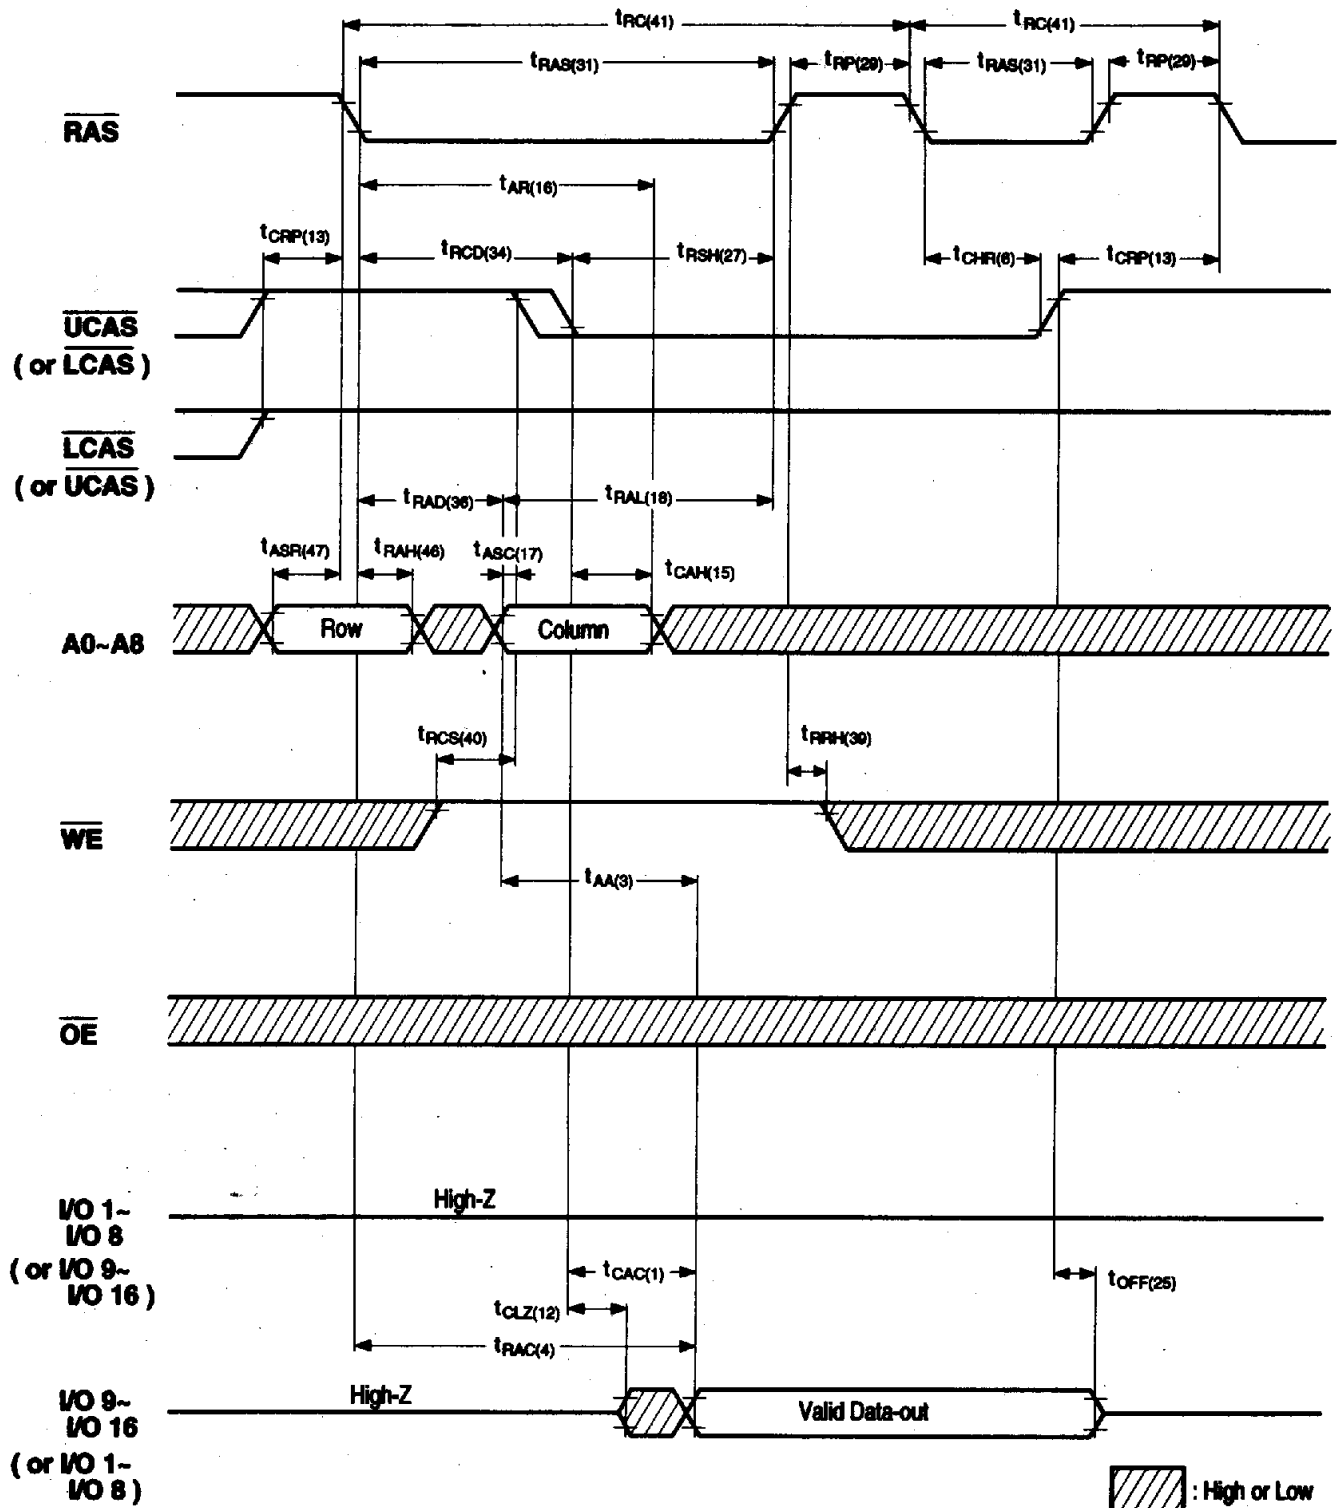 tRC(41) tRC(41)
tRAS(31) tRP(29) tRAS(31) tRP(29)
RAS
tAR(16)
tCRP(13) tRCD(34) tRSH(27) tCHR(6) tCRP(13)
UCAS
( or LCAS )
LCAS
( or UCAS )
tRAD(36) tRAL(18)
tASR(47) tRAH(46) tASC(17) tCAH(15)
A0~A8 Row Column
tRCS(40) tRRH(39)
WE
tAA(3)
OE
I/O 1~ High-Z
I/O 8
( or I/O 9~
I/O 16 )
tCAC(1) tOFF(25)
tCLZ(12)
tRAC(4)
I/O 9~ High-Z Valid Data-out
I/O 16
( or I/O 1~
I/O 8 )
: High or Low